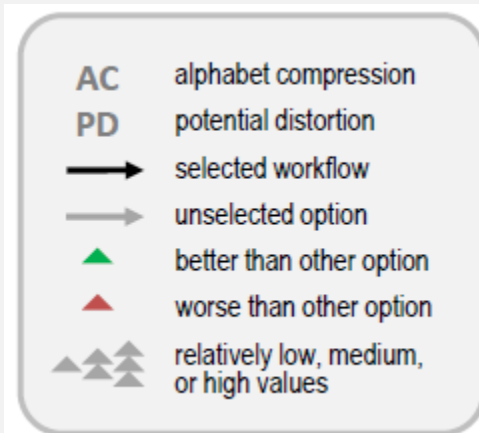 AC alphabet compression
PD potential distortion
selected workflow
unselected option
better than other option
worse than other option
relatively low, medium,
or high values